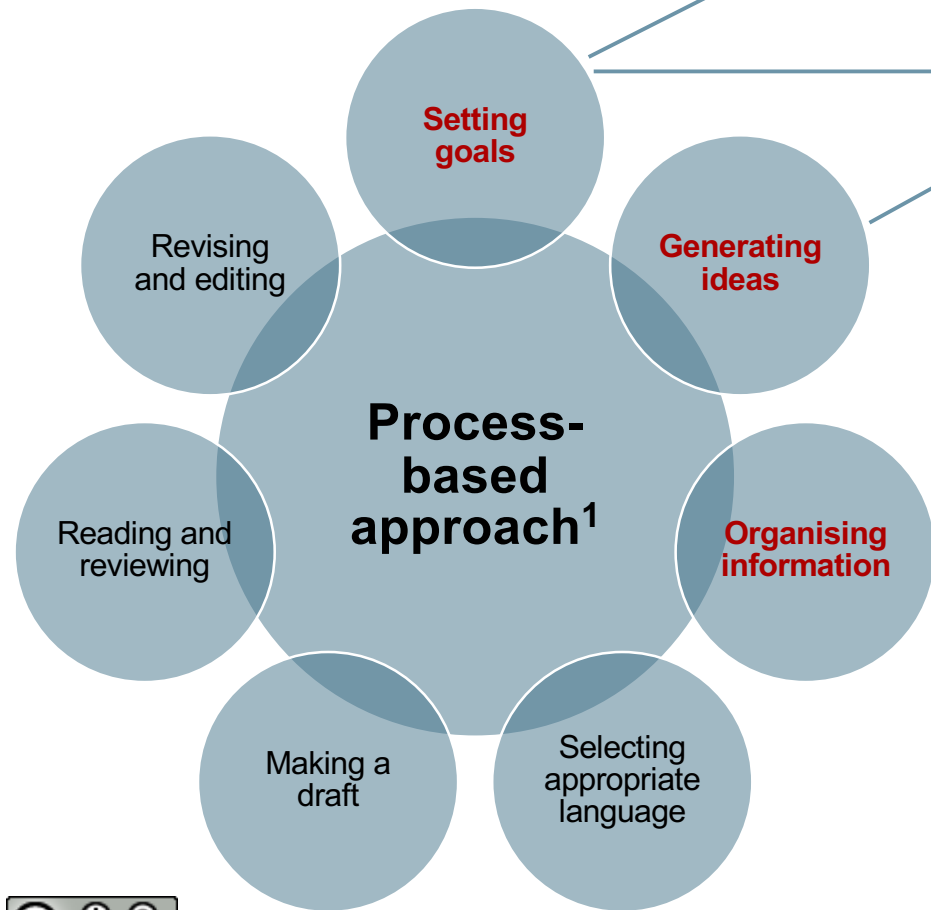 Setting
goals
Generating
ideas
Organising
information
Selecting
appropriate
language
Making a
draft
Reading and
reviewing
Revising
and editing
Process-
based
approach¹